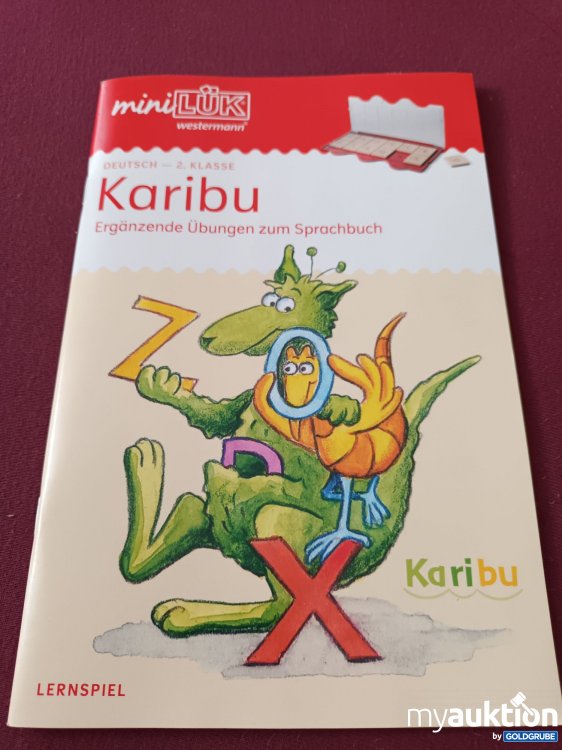 mini LÜK
westermann
DEUTSCH — 2. KLASSE
Karibu
Ergänzende Übungen zum Sprachbuch
Z
O
D
X
Karibu
LERNSPIEL
myauktion
by GOLDGRUBE